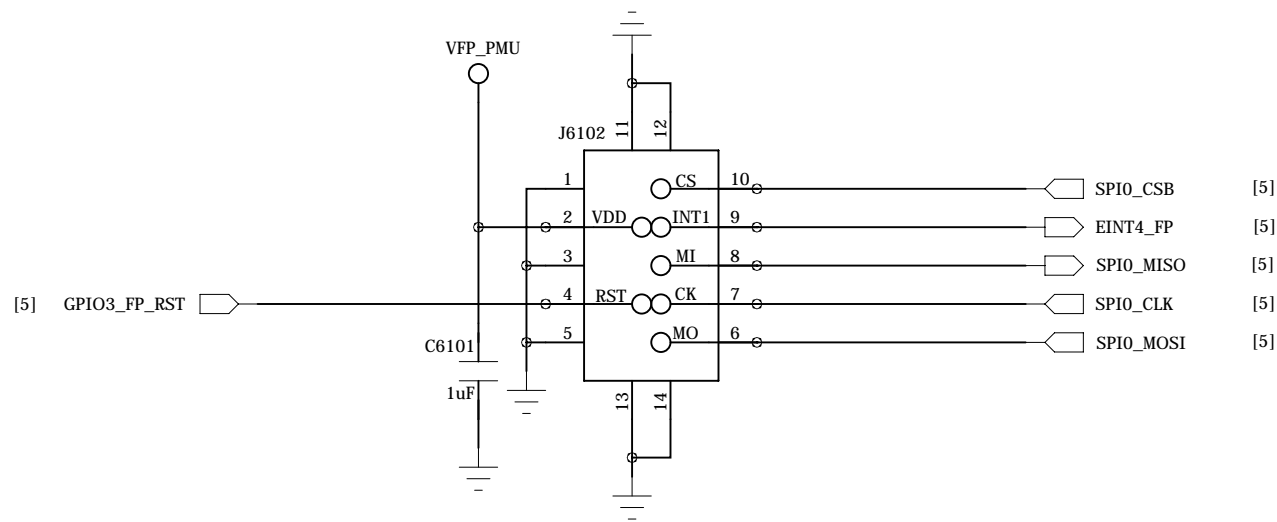 VFP_PMU
J6102
11
12
1
CS
10
SPI0_CSB
[5]
2
VDD
INT1
9
EINT4_FP
[5]
3
MI
8
SPI0_MISO
[5]
[5]
GPIO3_FP_RST
4
RST
CK
7
SPI0_CLK
[5]
5
MO
6
SPI0_MOSI
[5]
C6101
1uF
13
14